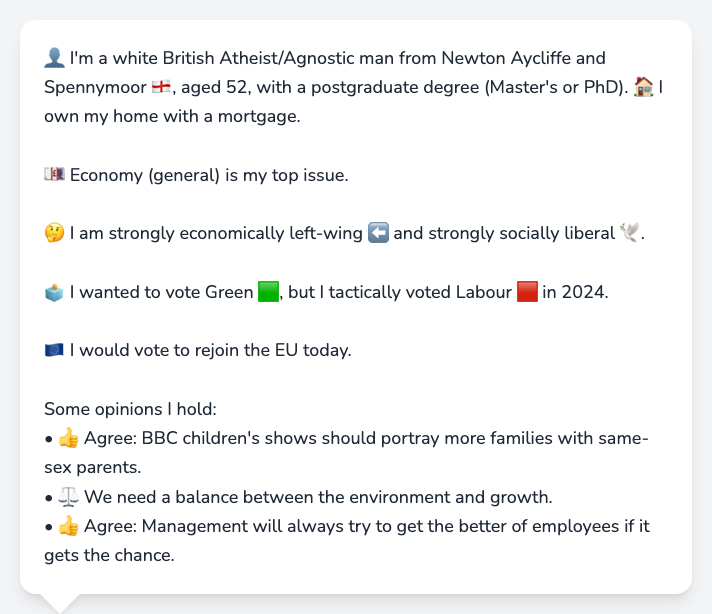 👤 I'm a white British Atheist/Agnostic man from Newton Aycliffe and
Spennymoor 🏴󠁧󠁢󠁥󠁮󠁧󠁿, aged 52, with a postgraduate degree (Master's or PhD). 🏠 I
own my home with a mortgage.
💷 Economy (general) is my top issue.
🤔 I am strongly economically left-wing ⬅️ and strongly socially liberal 🕊️.
🗳️ I wanted to vote Green 🟩, but I tactically voted Labour 🟥 in 2024.
🇪🇺 I would vote to rejoin the EU today.
Some opinions I hold:
• 👍 Agree: BBC children's shows should portray more families with same-
sex parents.
• ⚖️ We need a balance between the environment and growth.
• 👍 Agree: Management will always try to get the better of employees if it
gets the chance.